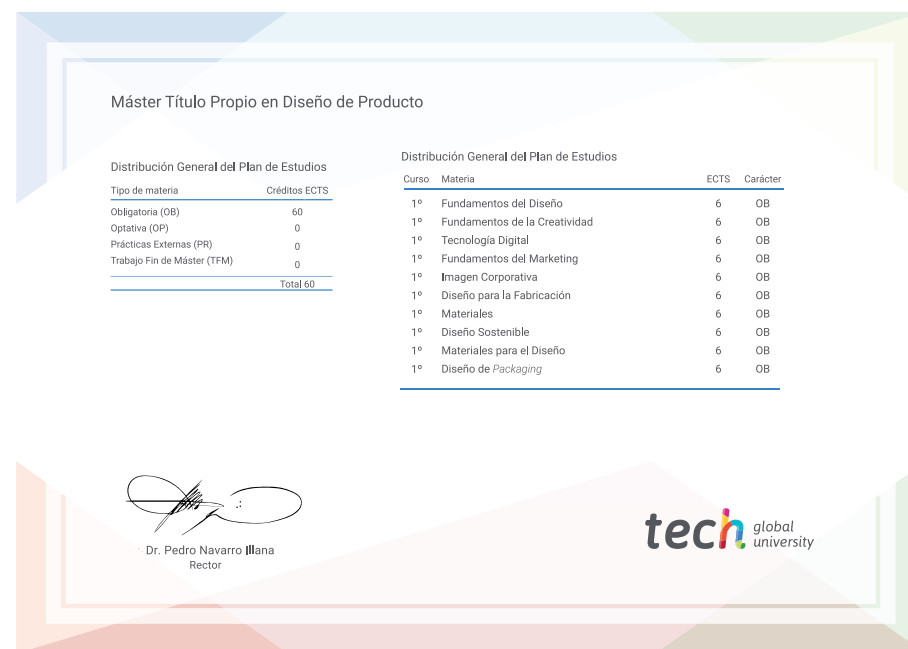 Máster Título Propio en Diseño de Producto
Distribución General del Plan de Estudios
Tipo de materia Créditos ECTS
Obligatoria (OB) 60
Optativa (OP) 0
Prácticas Externas (PR) 0
Trabajo Fin de Máster (TFM) 0
Total 60
Distribución General del Plan de Estudios
Curso Materia ECTS Carácter
1º Fundamentos del Diseño 6 OB
1º Fundamentos de la Creatividad 6 OB
1º Tecnología Digital 6 OB
1º Fundamentos del Marketing 6 OB
1º Imagen Corporativa 6 OB
1º Diseño para la Fabricación 6 OB
1º Materiales 6 OB
1º Diseño Sostenible 6 OB
1º Materiales para el Diseño 6 OB
1º Diseño de Packaging 6 OB
Dr. Pedro Navarro Illana
Rector
tech global
university